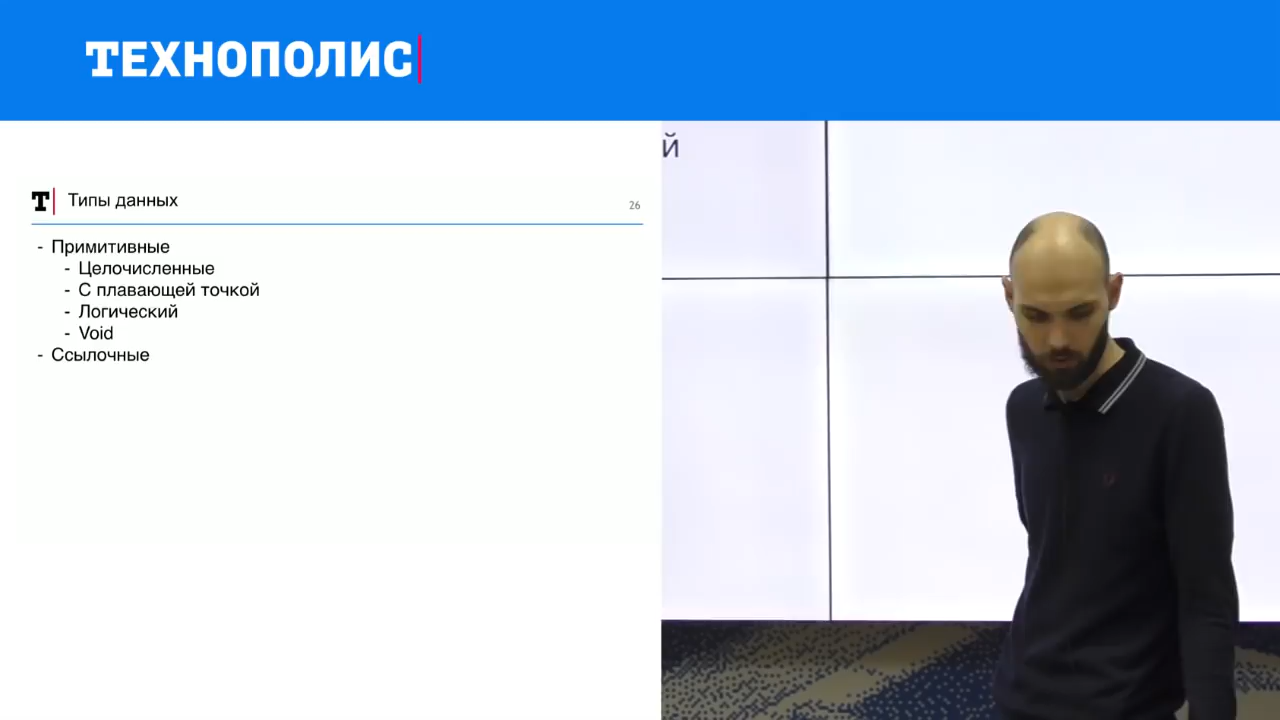 ТЕХНОПОЛИС
й
Т Типы данных
26
- Примитивные
- Целочисленные
- С плавающей точкой
- Логический
- Void
- Ссылочные